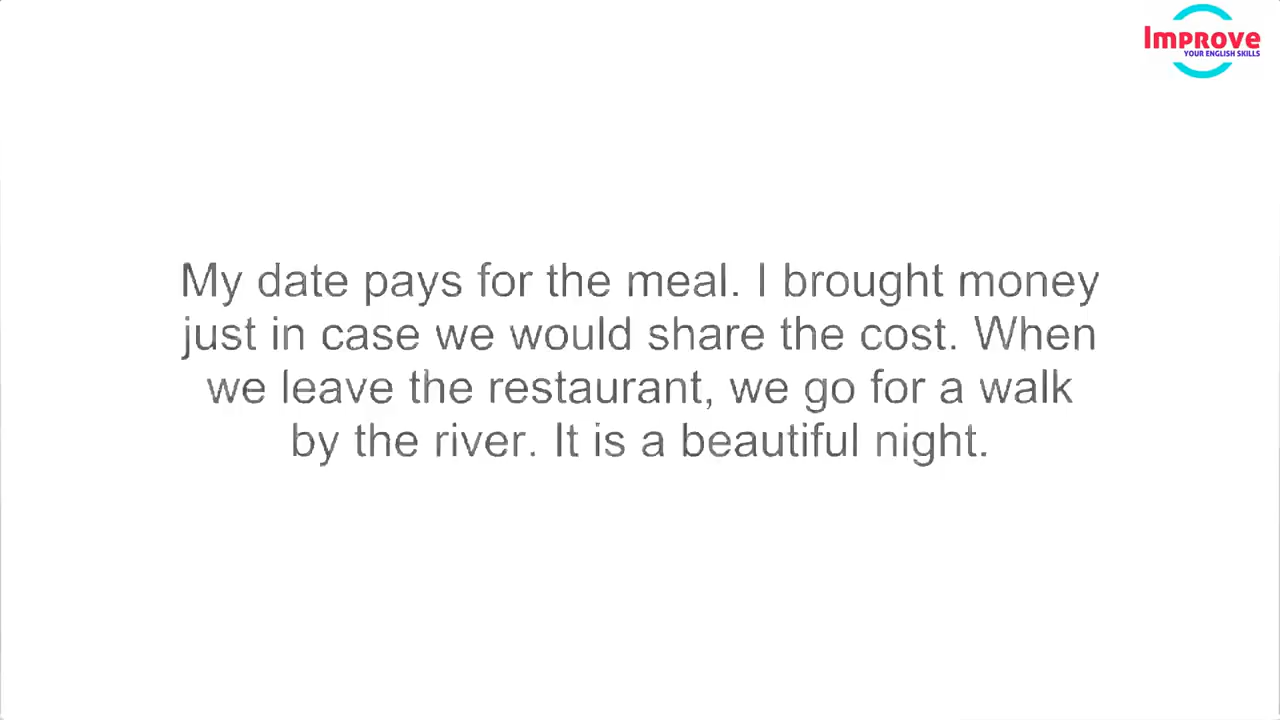 Improve
YOUR ENGLISH SKILLS
My date pays for the meal. I brought money
just in case we would share the cost. When
we leave the restaurant, we go for a walk
by the river. It is a beautiful night.